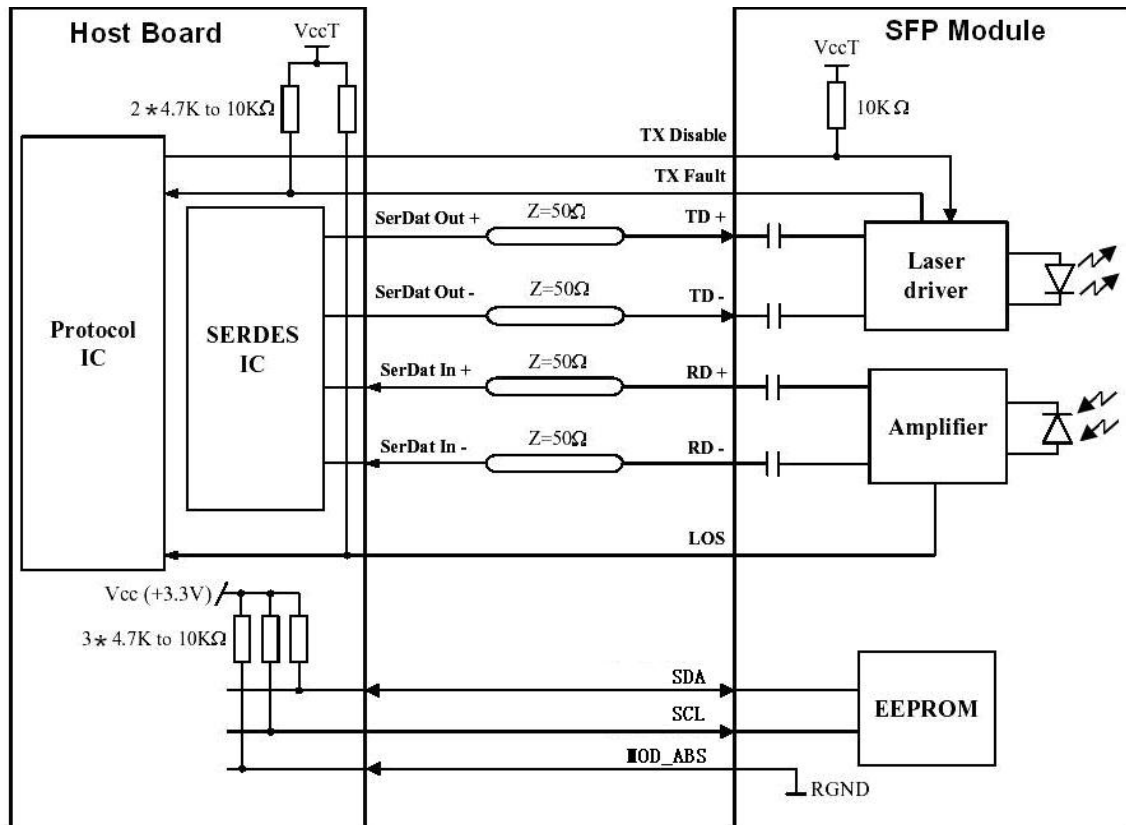 Host Board
SFP Module
VccT
VccT
2*4.7K to 10KΩ
10KΩ
TX Disable
TX Fault
SerDat Out +
Z=50Ω
TD +
Laser
driver
SerDat Out -
Z=50Ω
TD -
Protocol
IC
SERDES
IC
SerDat In +
Z=50Ω
RD +
Amplifier
SerDat In -
Z=50Ω
RD -
LOS
Vcc (+3.3V)
3*4.7K to 10KΩ
SDA
EEPROM
SCL
MOD_ABS
RGND